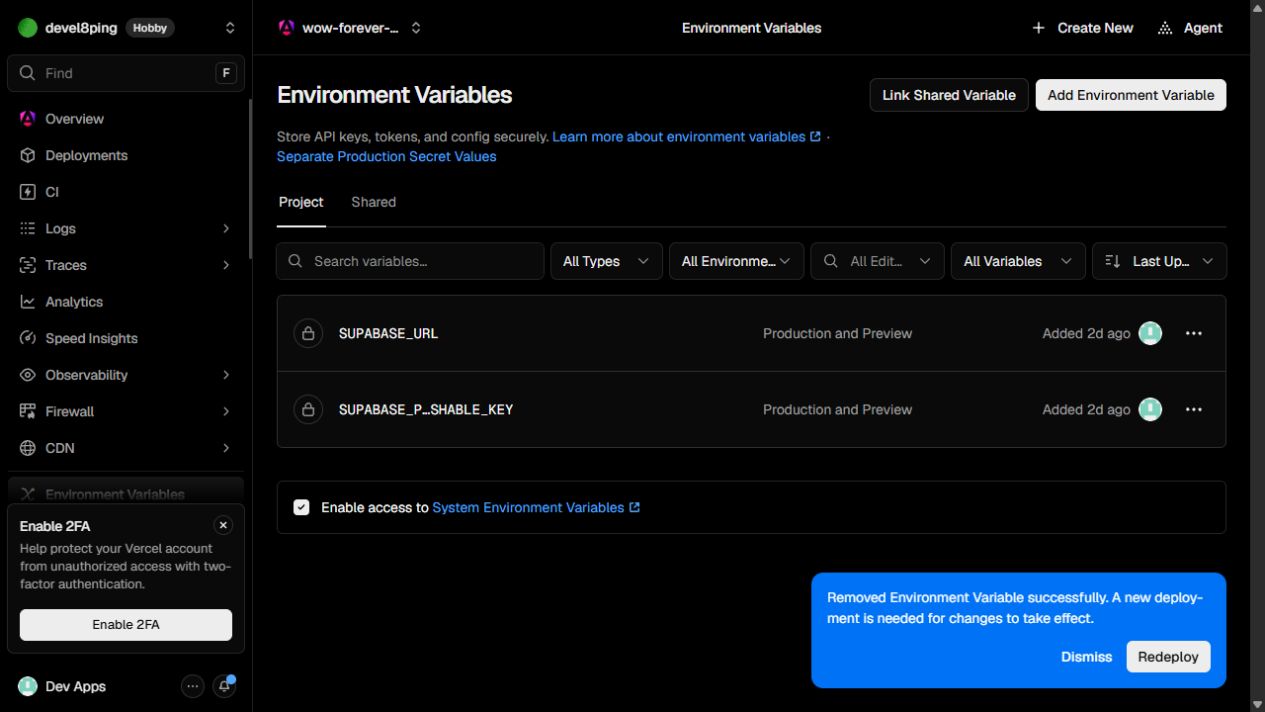 devel8ping Hobby
wow-forever-...
Environment Variables
Create New
Agent
Find F
Overview
Deployments
CI
Logs
Traces
Analytics
Speed Insights
Observability
Firewall
CDN
Environment Variables
Enable 2FA
Help protect your Vercel account
from unauthorized access with two-
factor authentication.
Enable 2FA
Dev Apps
Environment Variables
Link Shared Variable
Add Environment Variable
Store API keys, tokens, and config securely. Learn more about environment variables ·
Separate Production Secret Values
Project Shared
Search variables...
All Types
All Environme...
All Edit...
All Variables
Last Up...
SUPABASE_URL Production and Preview Added 2d ago
SUPABASE_P...SHABLE_KEY Production and Preview Added 2d ago
Enable access to System Environment Variables
Removed Environment Variable successfully. A new deploy-
ment is needed for changes to take effect.
Dismiss Redeploy